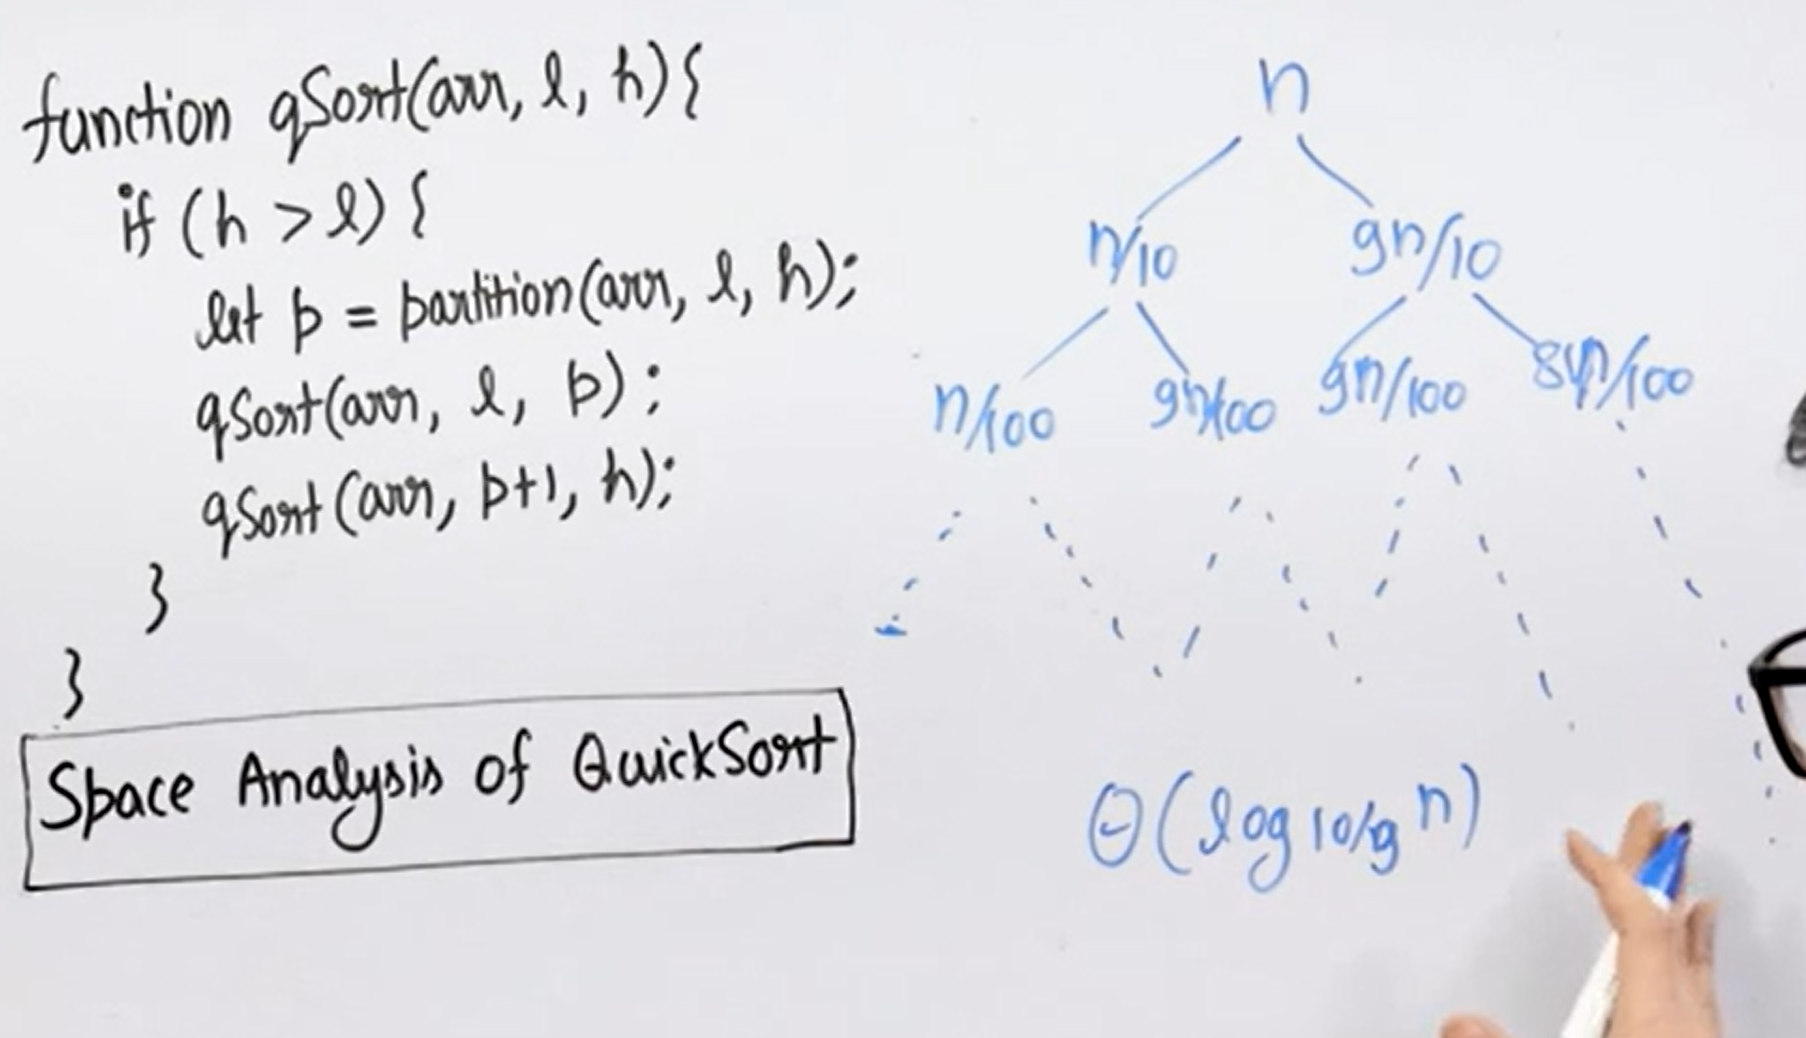 function qSort(arr, l, h){
if (h > l) {
let p = partition(arr, l, h);
qSort(arr, l, p);
qSort(arr, p+1, h);
}
}
Space Analysis of QuickSort
n
n/10 9n/10
n/100 9n/100 9n/100 81n/100
Θ(log 10/9 n)